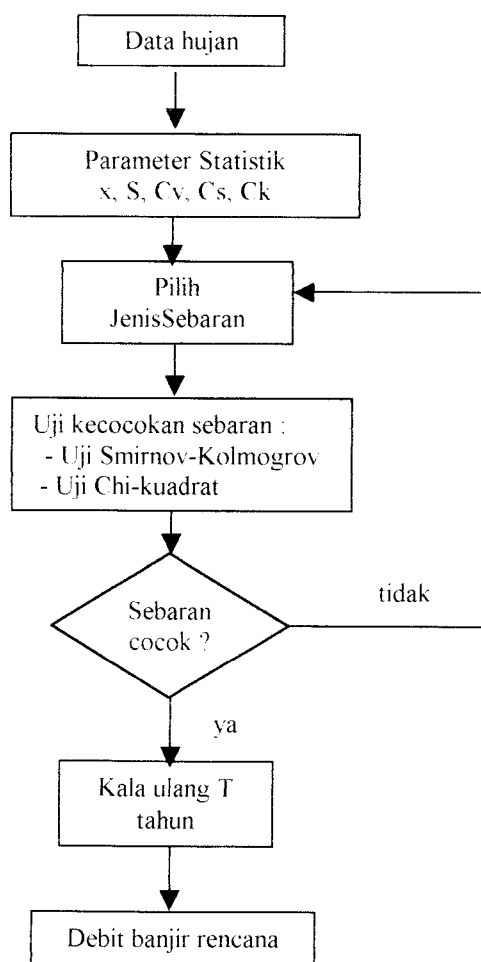 Data hujan
Parameter Statistik
x, S, Cv, Cs, Ck
Pilih
JenisSebaran
Uji kecocokan sebaran :
- Uji Smirnov-Kolmogrov
- Uji Chi-kuadrat
Sebaran
cocok ?
tidak
ya
Kala ulang T
tahun
Debit banjir rencana